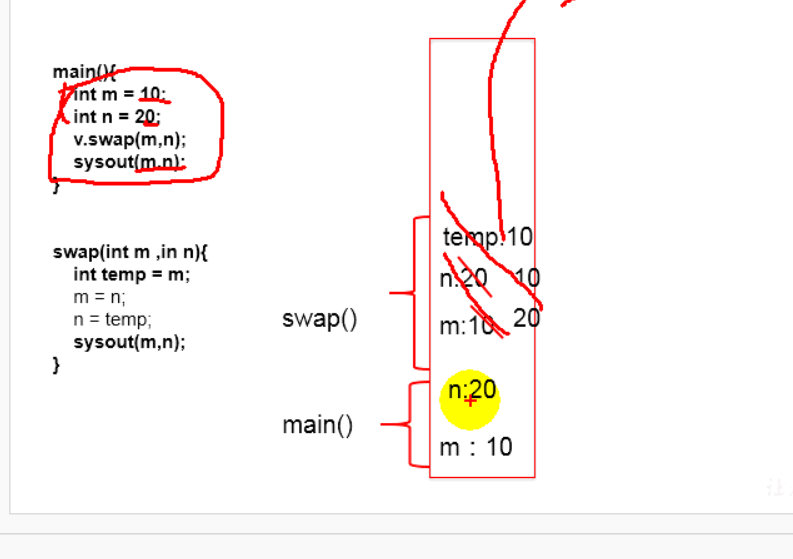 main(){
int m = 10;
int n = 20;
v.swap(m,n);
sysout(m,n);
}
swap(int m ,in n){
int temp = m;
m = n;
n = temp;
sysout(m,n);
}
swap()
main()
temp:10
n:20 10
m:10 20
n:20
m : 10